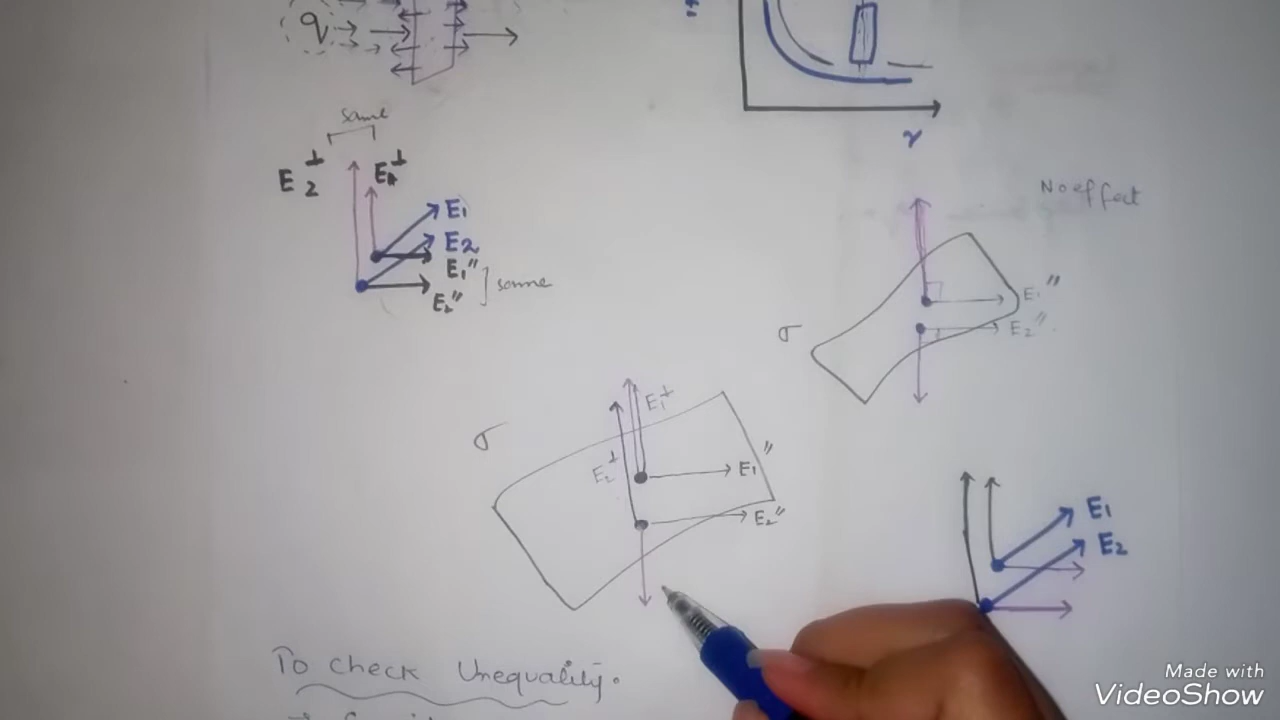 q
γ
same
E2⊥ E1⊥
E1
E2
E1″
E2″ ] same
No effect
E1″
E2″
σ
σ
E1⊥
E2⊥
E1″
E2″
E1
E2
To check Unequality.
Made with
VideoShow